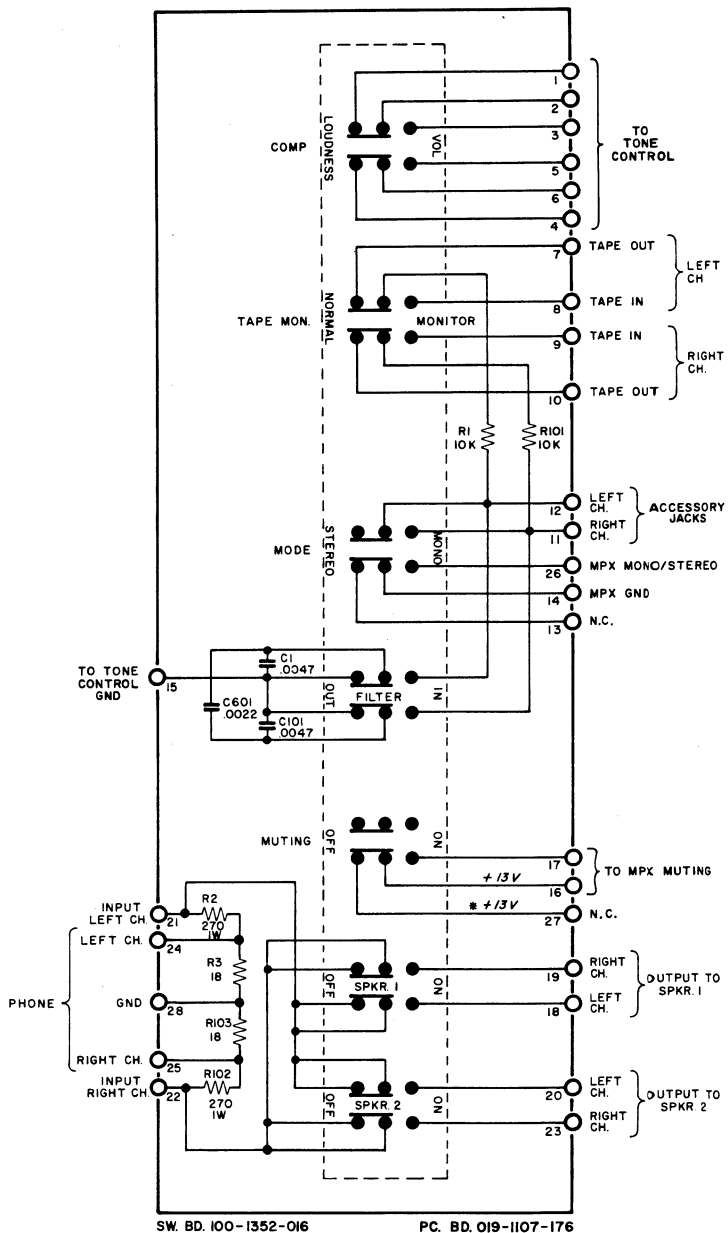 1
2
COMP
LOUDNESS
VOL
3
5
6
4
TO
TONE
CONTROL
7
TAPE OUT
LEFT
CH
TAPE MON.
NORMAL
MONITOR
8
TAPE IN
9
TAPE IN
RIGHT
CH.
10
TAPE OUT
R1
10K
R101
10K
12
LEFT
CH.
11
RIGHT
CH.
ACCESSORY
JACKS
MODE
STEREO
MONO
26
MPX MONO/STEREO
14
MPX GND
13
N.C.
TO TONE
CONTROL
GND
15
C1
.0047
C601
.0022
C101
.0047
OUT
FILTER
IN
MUTING
OFF
ON
17
+13V
16
TO MPX MUTING
* +13V
27
N.C.
INPUT
LEFT CH.
21
R2
270
1W
LEFT CH.
24
R3
18
PHONE
GND
28
R103
18
RIGHT CH.
25
INPUT
RIGHT CH.
22
R102
270
1W
OFF
SPKR. 1
ON
19
RIGHT
CH.
18
LEFT
CH.
OUTPUT TO
SPKR. 1
OFF
SPKR. 2
ON
20
LEFT
CH.
23
RIGHT
CH.
OUTPUT TO
SPKR. 2
SW. BD. 100-1352-016
PC. BD. 019-1107-176